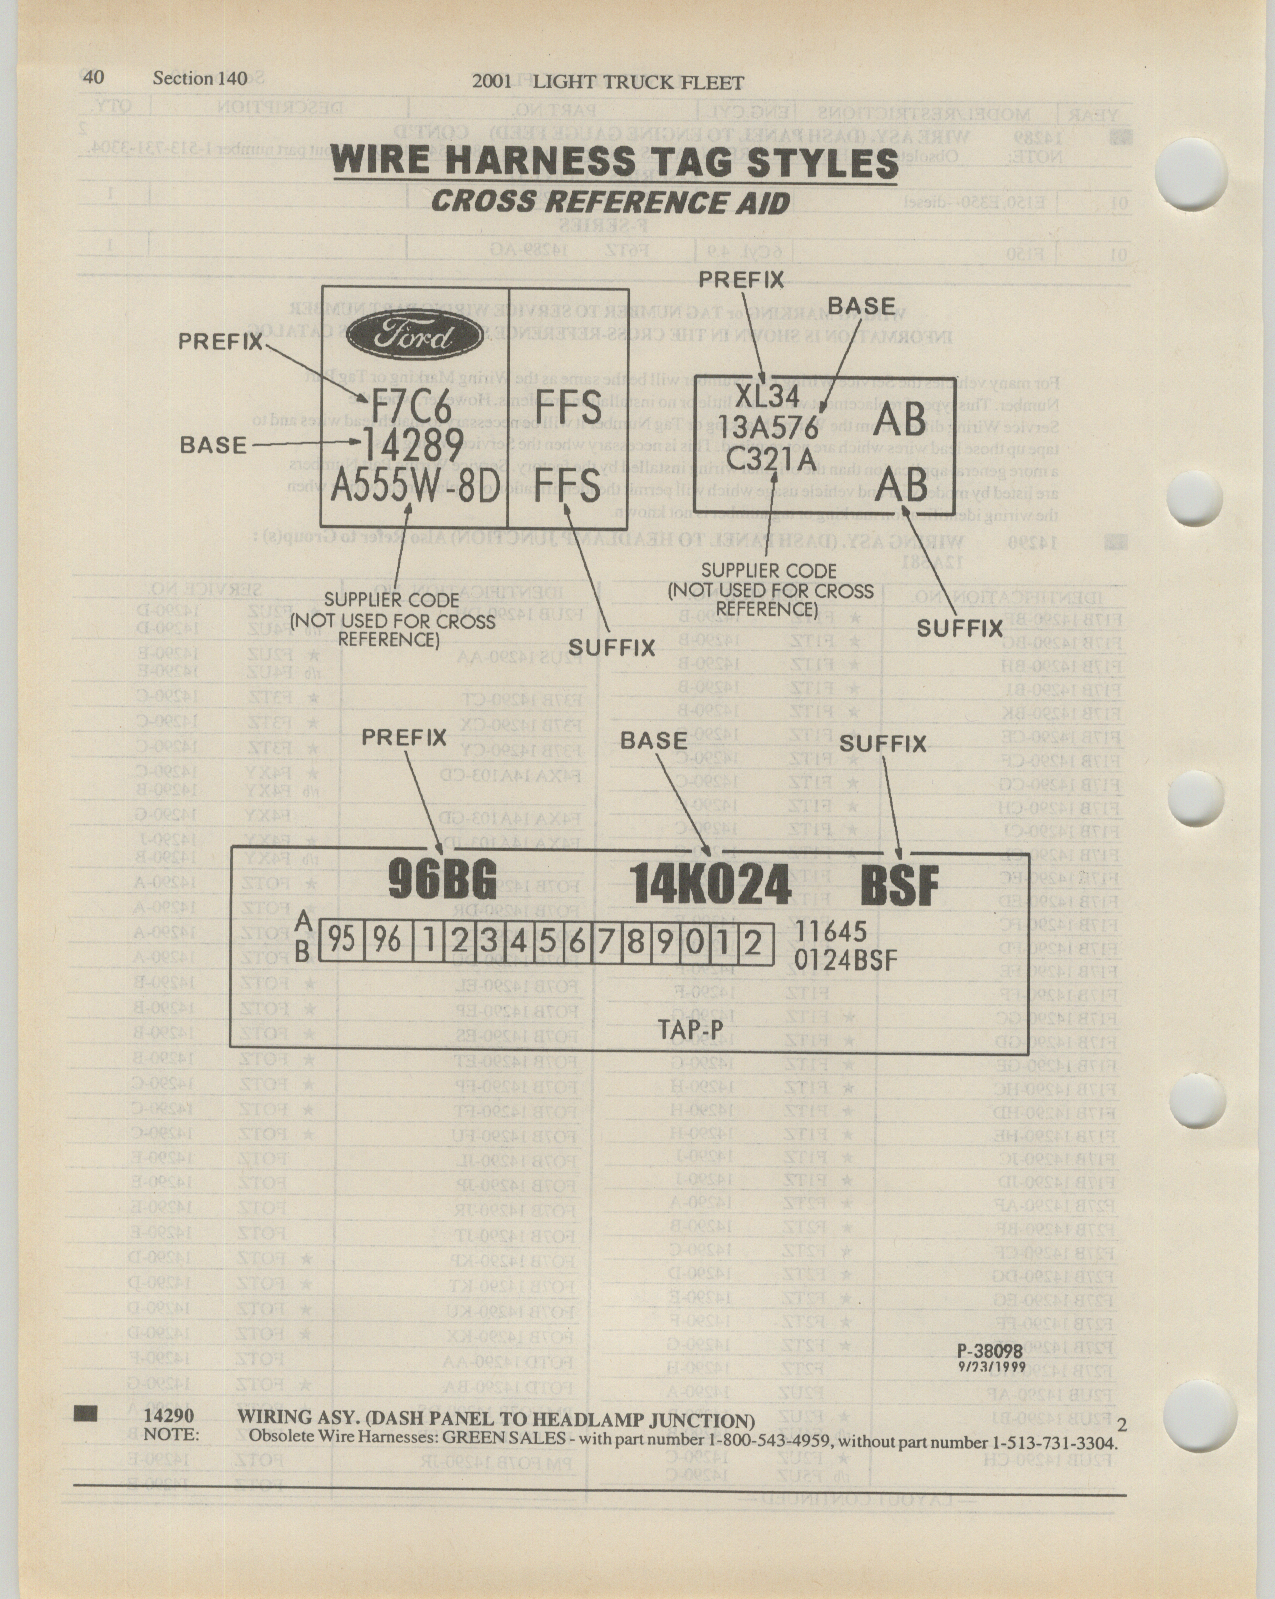 40 Section 140 2001 LIGHT TRUCK FLEET
WIRE HARNESS TAG STYLES
CROSS REFERENCE AID
PREFIX
BASE
Ford
F7C6
14289
A555W-8D
FFS
FFS
SUPPLIER CODE
(NOT USED FOR CROSS
REFERENCE)
SUFFIX
PREFIX
BASE
XL34
13A576
C321A
AB
AB
SUPPLIER CODE
(NOT USED FOR CROSS
REFERENCE)
SUFFIX
PREFIX BASE SUFFIX
96BG 14K024 BSF
A
B
95 96 1 2 3 4 5 6 7 8 9 0 1 2
11645
0124BSF
TAP-P
P-38098
9/23/1999
14290 WIRING ASY. (DASH PANEL TO HEADLAMP JUNCTION) 2
NOTE: Obsolete Wire Harnesses: GREEN SALES - with part number 1-800-543-4959, without part number 1-513-731-3304.